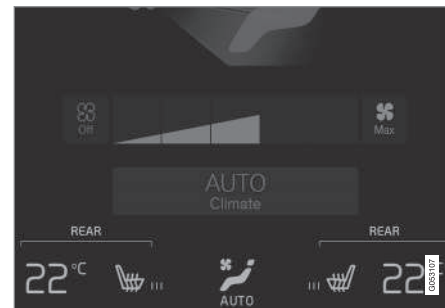 Off
Max
AUTO
Climate
REAR REAR
22°C 22
AUTO
G053107